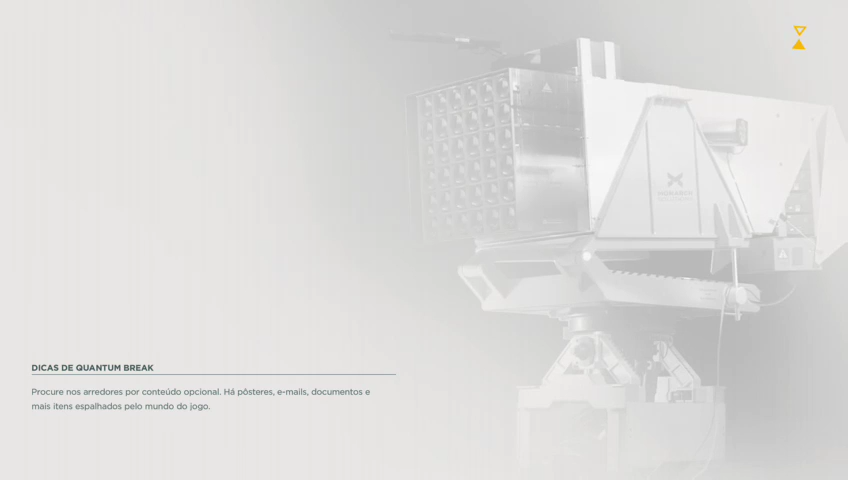 MONARCH
DICAS DE QUANTUM BREAK
Procure nos arredores por conteúdo opcional. Há pôsteres, e-mails, documentos e
mais itens espalhados pelo mundo do jogo.